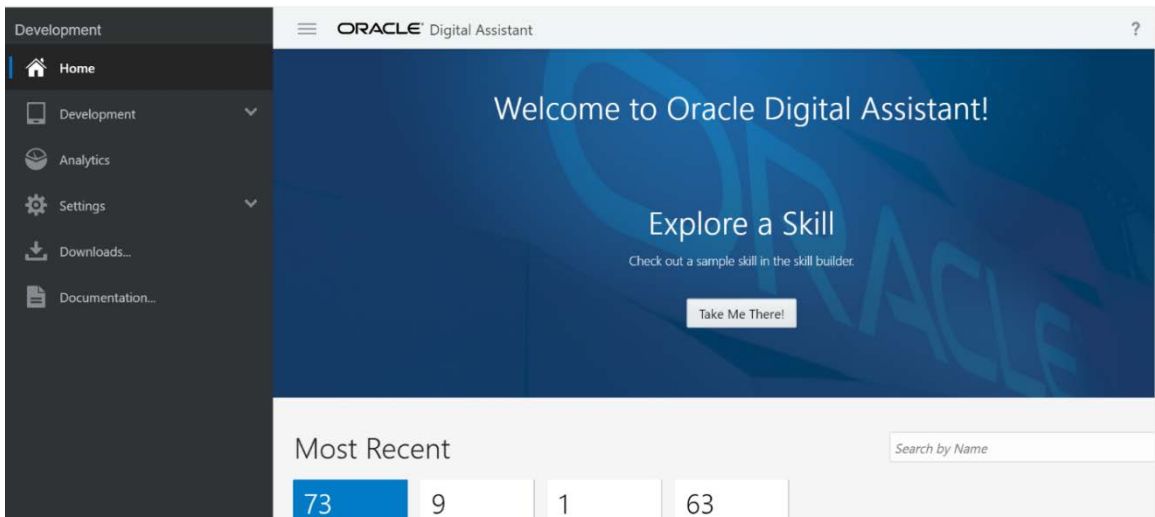 Development
Home
Development
Analytics
Settings
Downloads...
Documentation...
ORACLE® Digital Assistant
?
Welcome to Oracle Digital Assistant!
ORACLE
Explore a Skill
Check out a sample skill in the skill builder.
Take Me There!
Most Recent
Search by Name
73 9 1 63